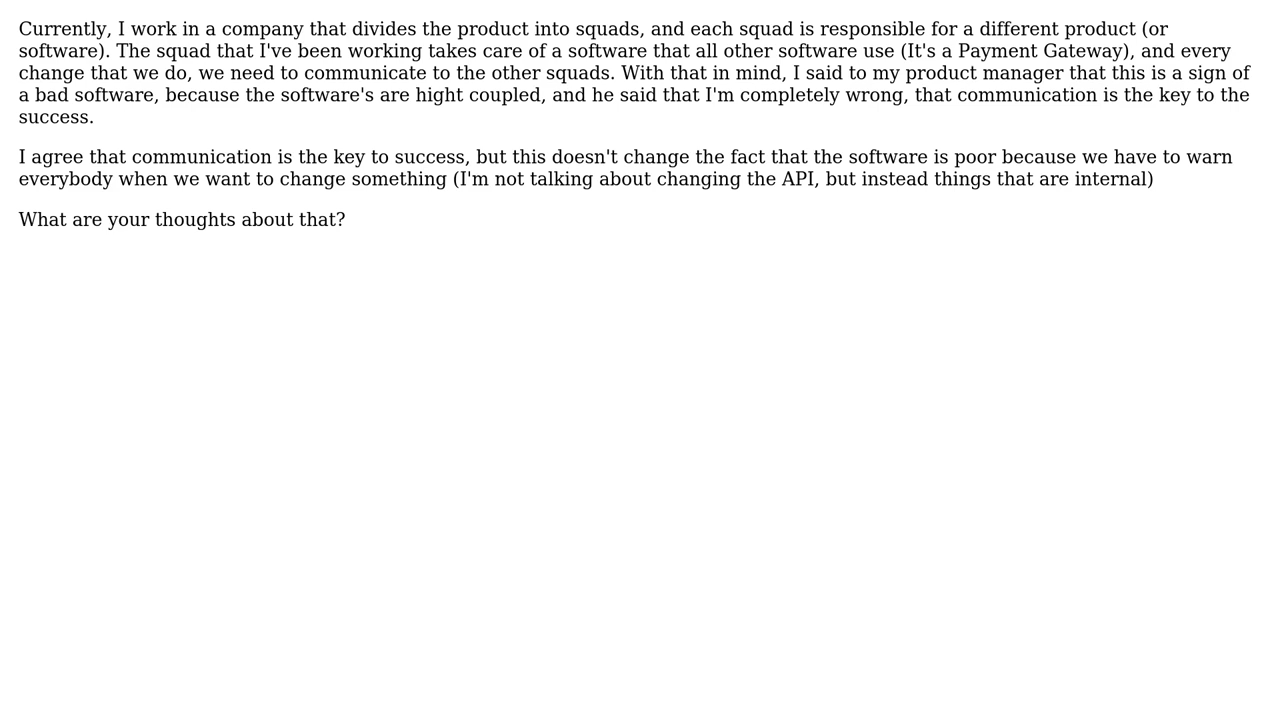 Currently, I work in a company that divides the product into squads, and each squad is responsible for a different product (or
software). The squad that I've been working takes care of a software that all other software use (It's a Payment Gateway), and every
change that we do, we need to communicate to the other squads. With that in mind, I said to my product manager that this is a sign of
a bad software, because the software's are hight coupled, and he said that I'm completely wrong, that communication is the key to the
success.
I agree that communication is the key to success, but this doesn't change the fact that the software is poor because we have to warn
everybody when we want to change something (I'm not talking about changing the API, but instead things that are internal)
What are your thoughts about that?